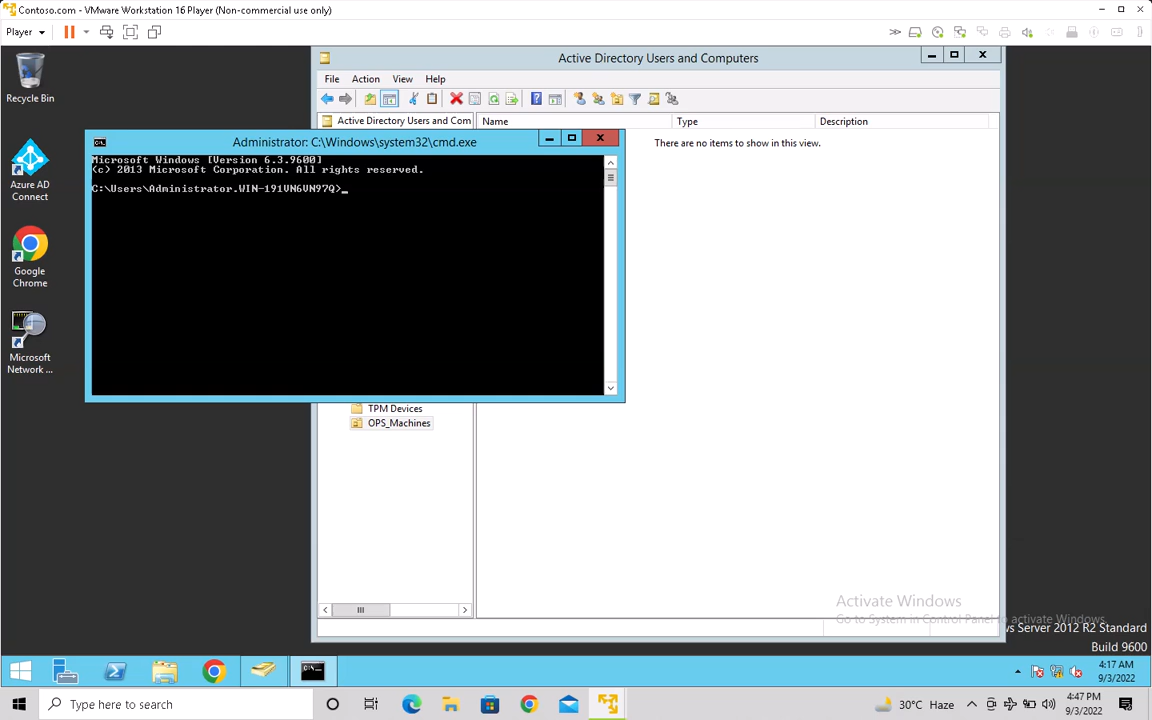 Contoso.com - VMware Workstation 16 Player (Non-commercial use only)
Player
Recycle Bin
Azure AD
Connect
Google
Chrome
Microsoft
Network ...
Active Directory Users and Computers
File Action View Help
Active Directory Users and Com
Name Type Description
There are no items to show in this view.
Administrator: C:\Windows\system32\cmd.exe
Microsoft Windows [Version 6.3.9600]
(c) 2013 Microsoft Corporation. All rights reserved.
C:\Users\Administrator.WIN-191VN6VN97Q>_
TPM Devices
OPS_Machines
Activate Windows
Go to System in Control Panel to activate Windows.
s Server 2012 R2 Standard
Build 9600
4:17 AM
9/3/2022
Type here to search
30°C Haze
4:47 PM
9/3/2022